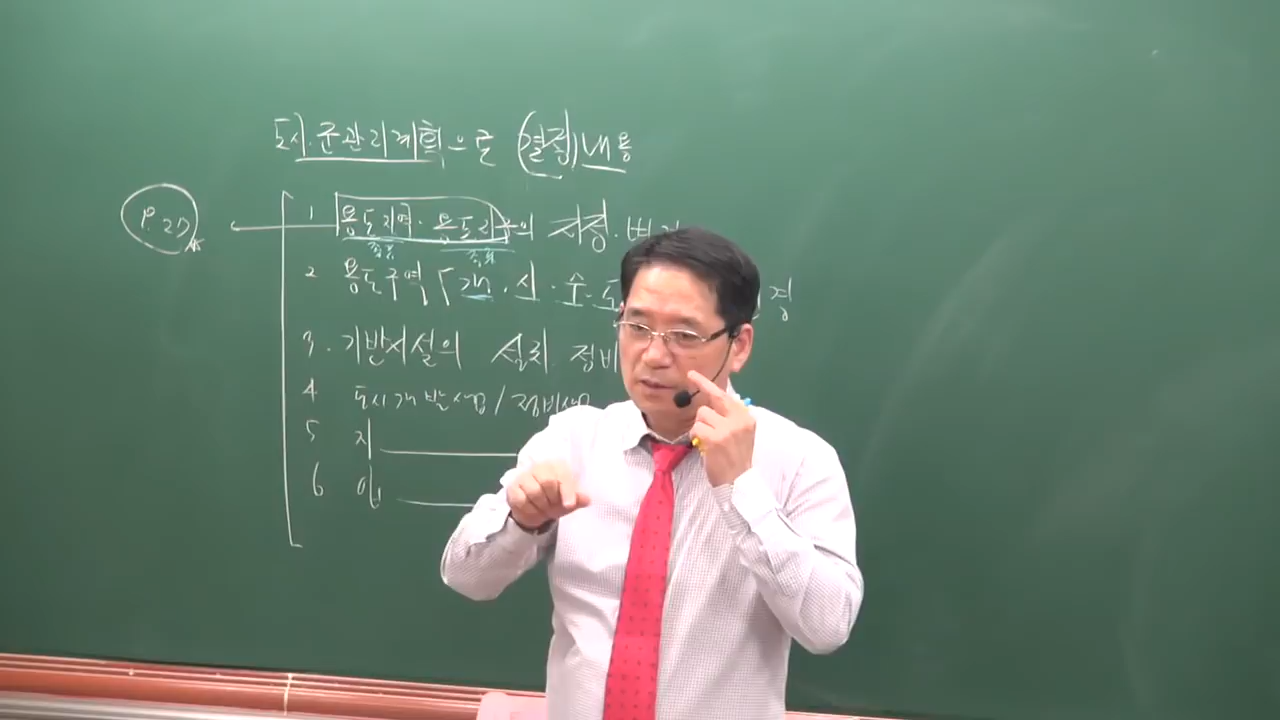 도시.군관리계획으로 (결정)내용
P.27
1 용도지역.용도지구의 지정.변
2 용도구역「개.시.수.도 경
3. 기반시설의 설치 정비
4 도시개발사업/정비사업
5 지
6 입